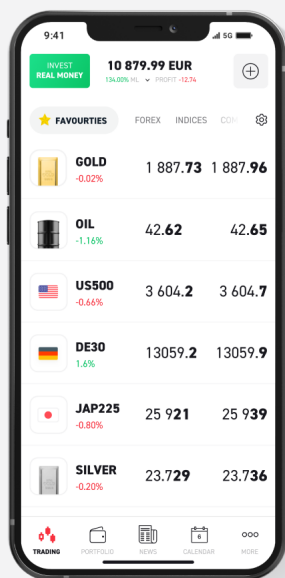 9:41
5G
INVEST
REAL MONEY
10 879.99 EUR
134.00% ML PROFIT -12.74
FAVOURTIES FOREX INDICES COM
GOLD 1 887.73 1 887.96
-0.02%
OIL 42.62 42.65
-1.16%
US500 3 604.2 3 604.7
-0.66%
DE30 13059.2 13059.9
1.6%
JAP225 25 921 25 939
-0.80%
SILVER 23.729 23.736
-0.20%
6
TRADING PORTFOLIO NEWS CALENDAR MORE